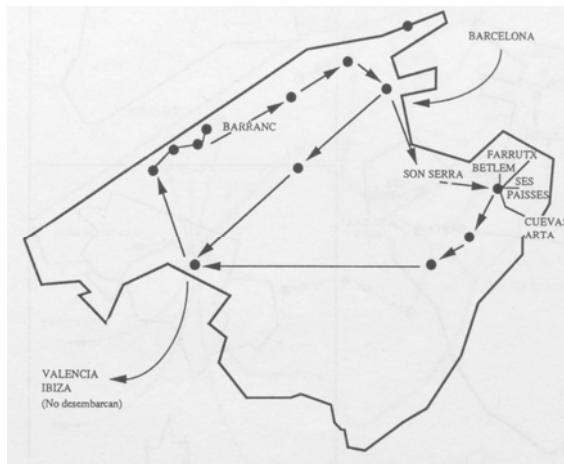 BARCELONA
BARRANC
FARRUTX
BETLEM
SON SERRA
SES
PAISSES
CUEVAS
ARTA
VALENCIA
IBIZA
(No desembarcan)